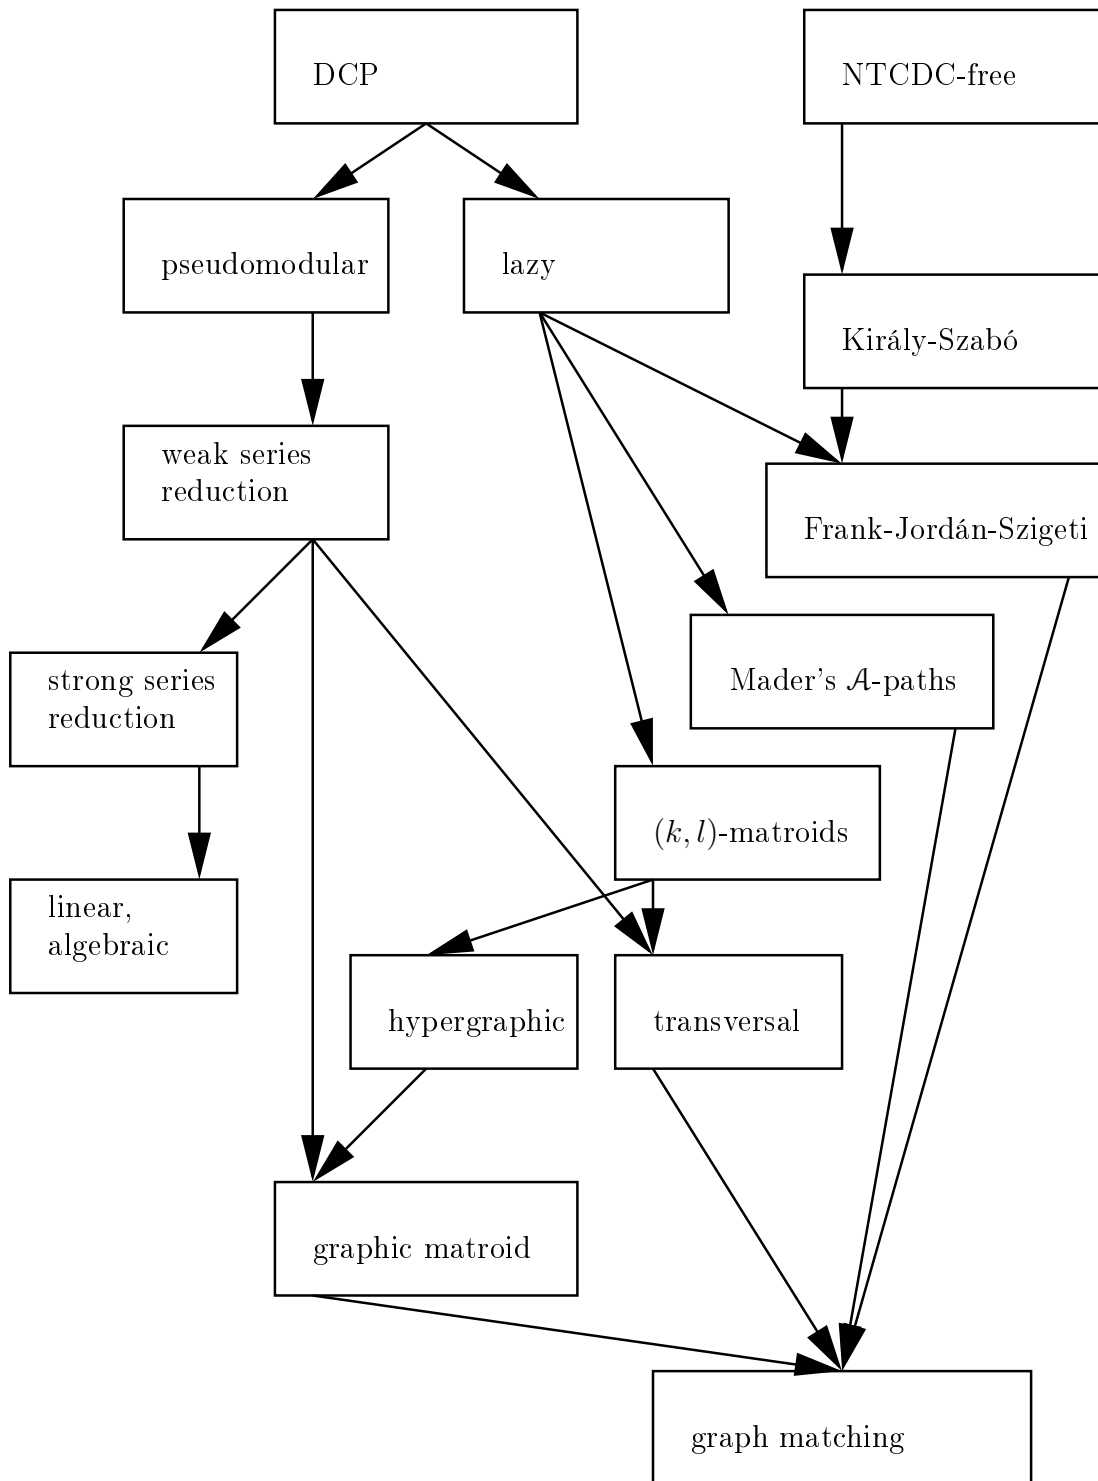 DCP
NTCDC-free
pseudomodular
lazy
Király-Szabó
weak series
reduction
Frank-Jordán-Szigeti
strong series
reduction
Mader's 𝒜-paths
(k, l)-matroids
linear,
algebraic
hypergraphic
transversal
graphic matroid
graph matching